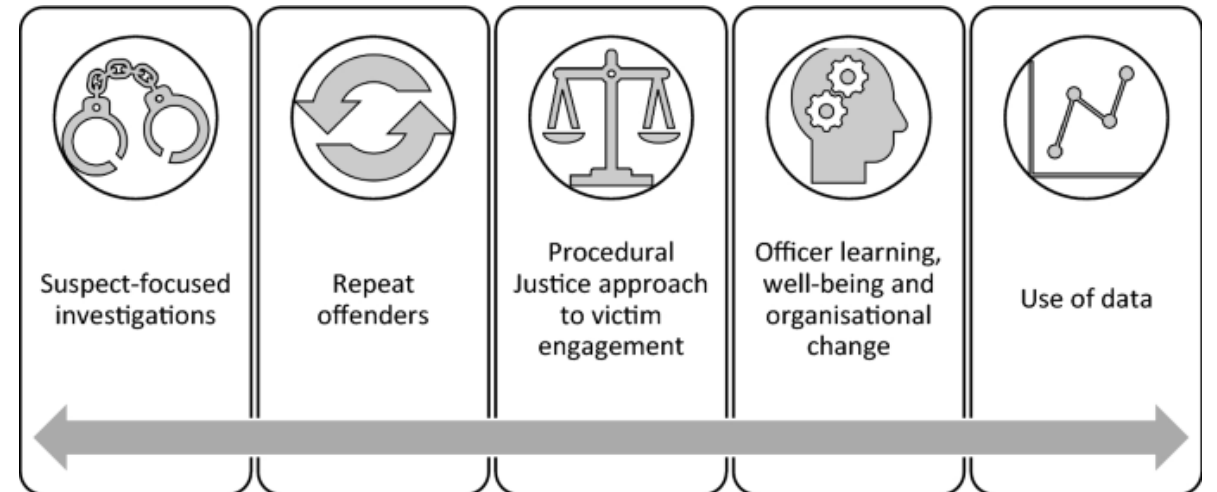 Suspect-focused
investigations
Repeat
offenders
Procedural
Justice approach
to victim
engagement
Officer learning,
well-being and
organisational
change
Use of data